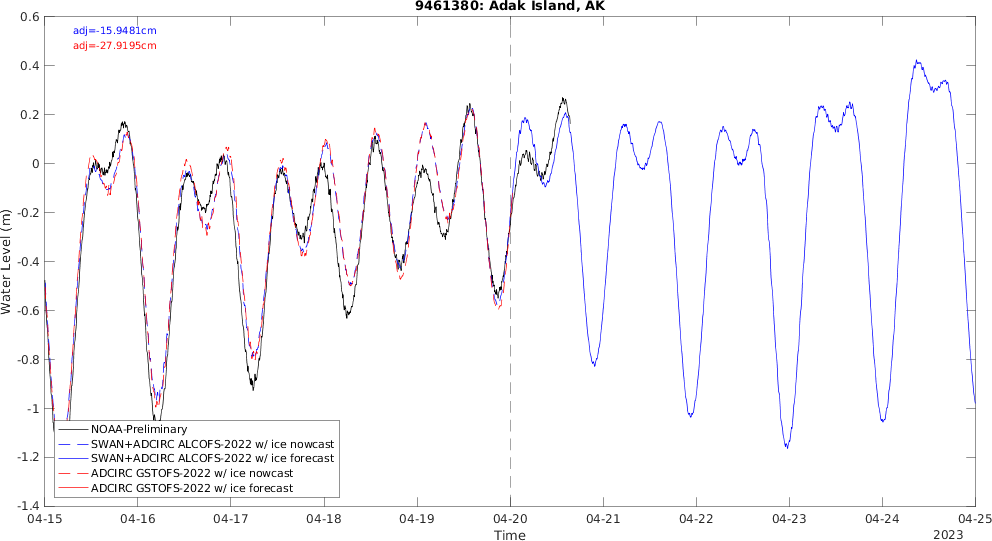 9461380: Adak Island, AK
adj=-15.9481cm
adj=-27.9195cm
0.6
0.4
0.2
0
-0.2
-0.4
-0.6
-0.8
-1
-1.2
-1.4
Water Level (m)
NOAA-Preliminary
SWAN+ADCIRC ALCOFS-2022 w/ ice nowcast
SWAN+ADCIRC ALCOFS-2022 w/ ice forecast
ADCIRC GSTOFS-2022 w/ ice nowcast
ADCIRC GSTOFS-2022 w/ ice forecast
04-15 04-16 04-17 04-18 04-19 04-20 04-21 04-22 04-23 04-24 04-25
Time
2023